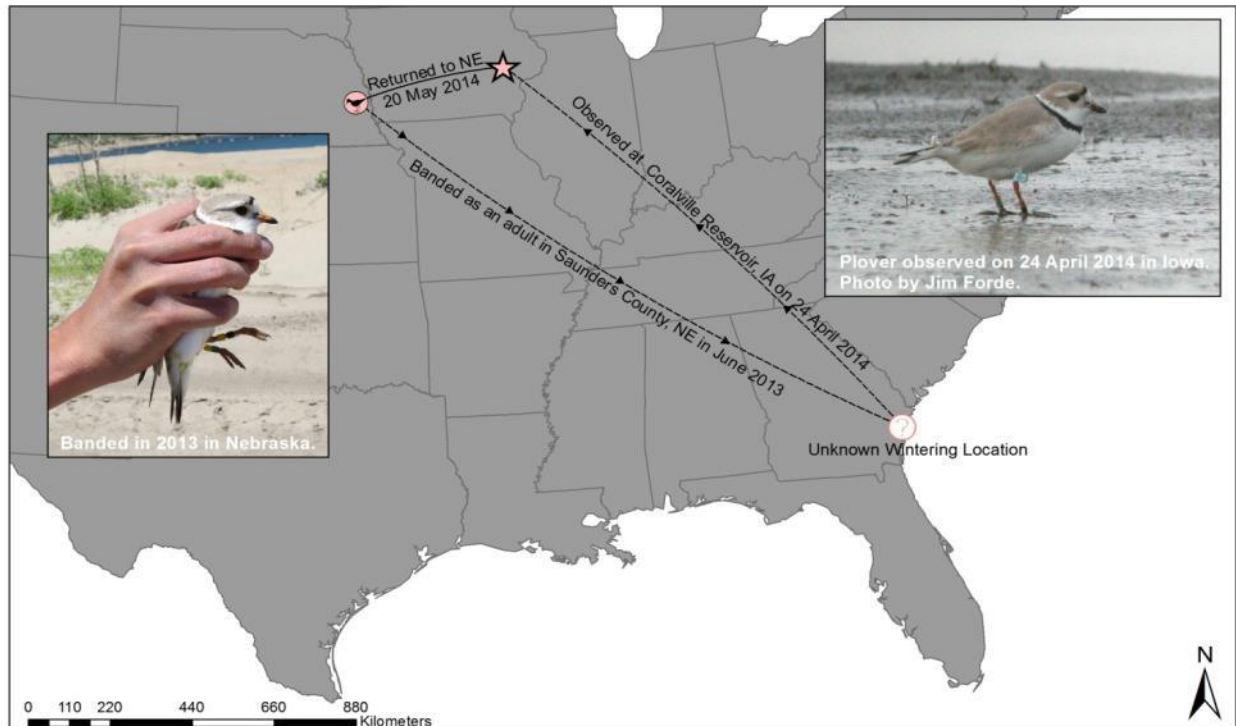 Returned to NE
20 May 2014
Observed at Coralville Reservoir, IA on 24 April 2014
Banded as an adult in Saunders County, NE in June 2013
Plover observed on 24 April 2014 in Iowa.
Photo by Jim Forde.
Banded in 2013 in Nebraska.
?
Unknown Wintering Location
N
0 110 220 440 660 880
Kilometers